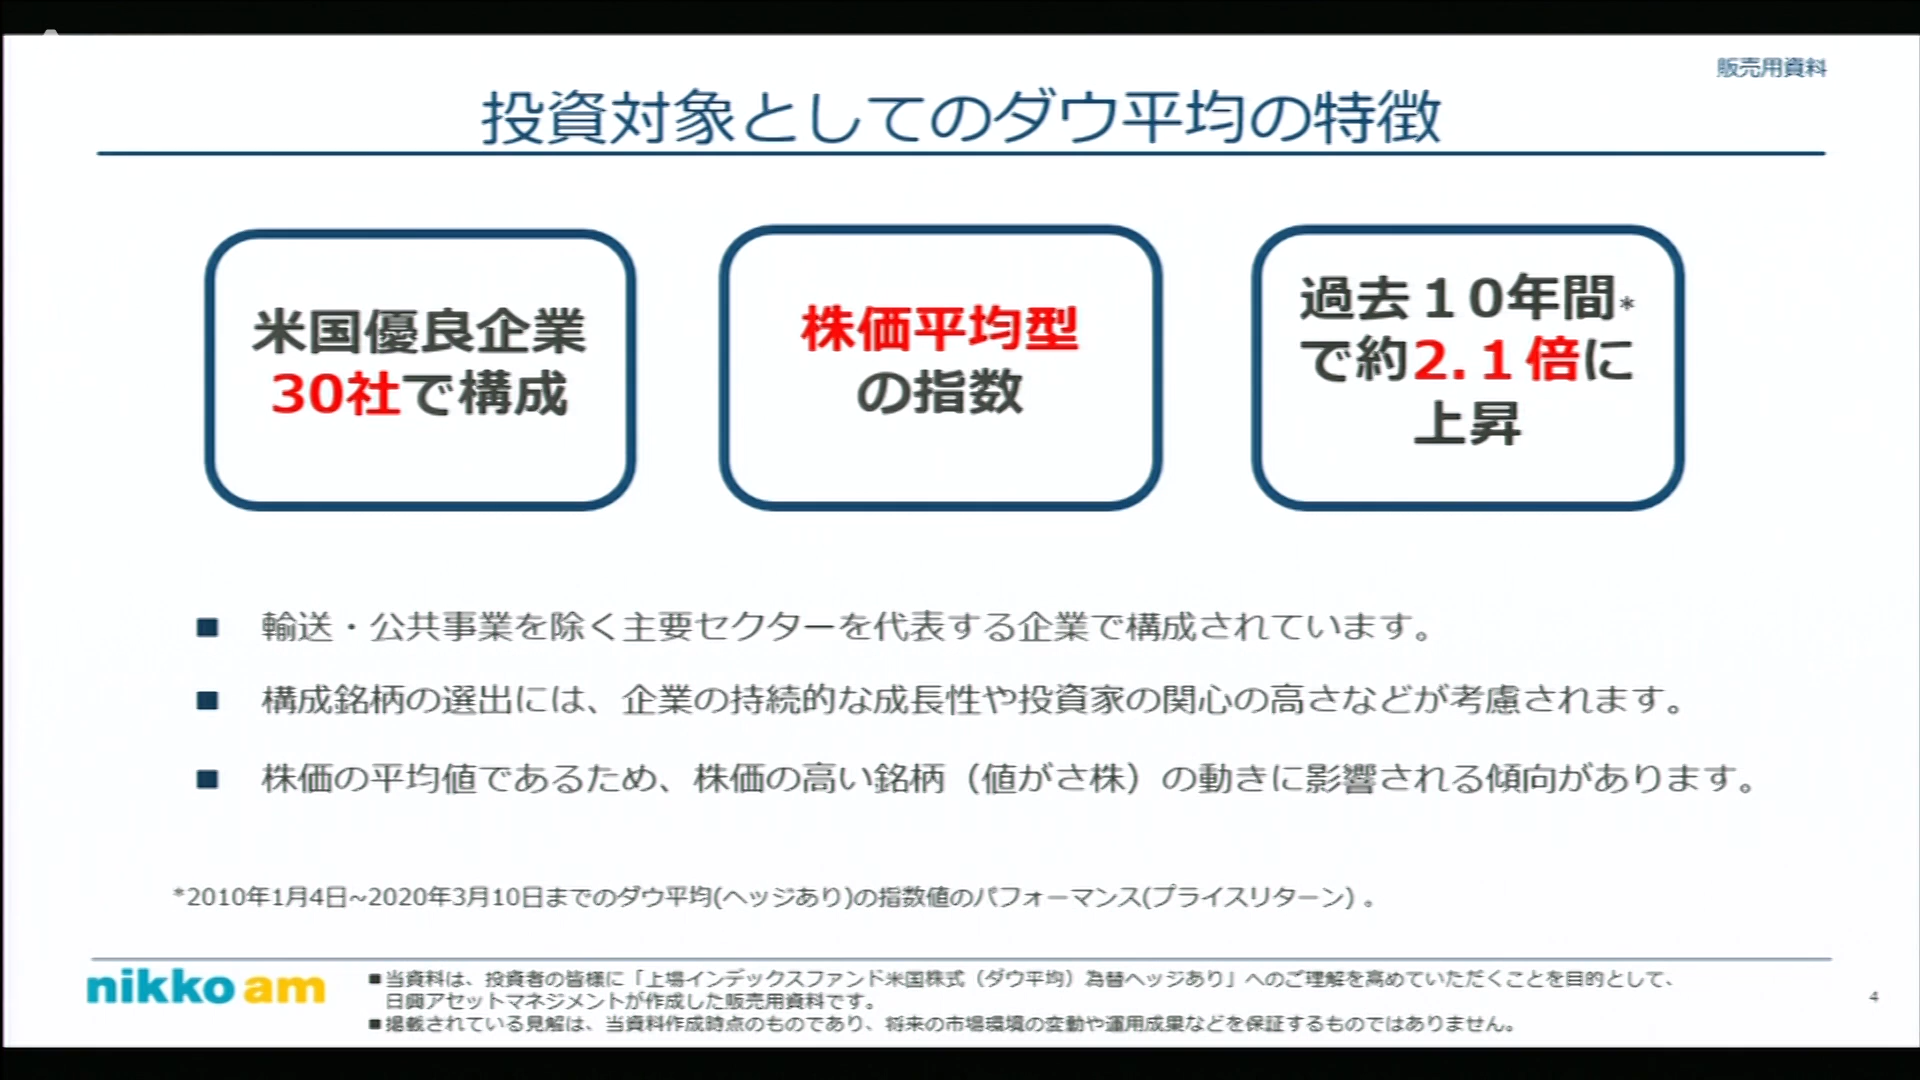 販売用資料
投資対象としてのダウ平均の特徴
米国優良企業
30社で構成
株価平均型
の指数
過去１０年間*
で約2.１倍に
上昇
■ 輸送・公共事業を除く主要セクターを代表する企業で構成されています。
■ 構成銘柄の選出には、企業の持続的な成長性や投資家の関心の高さなどが考慮されます。
■ 株価の平均値であるため、株価の高い銘柄（値がさ株）の動きに影響される傾向があります。
*2010年1月4日~2020年3月10日までのダウ平均(ヘッジあり)の指数値のパフォーマンス(プライスリターン) 。
nikko am
■当資料は、投資者の皆様に「上場インデックスファンド米国株式（ダウ平均）為替ヘッジあり」へのご理解を高めていただくことを目的として、
日興アセットマネジメントが作成した販売用資料です。
■掲載されている見解は、当資料作成時点のものであり、将来の市場環境の変動や運用成果などを保証するものではありません。
4